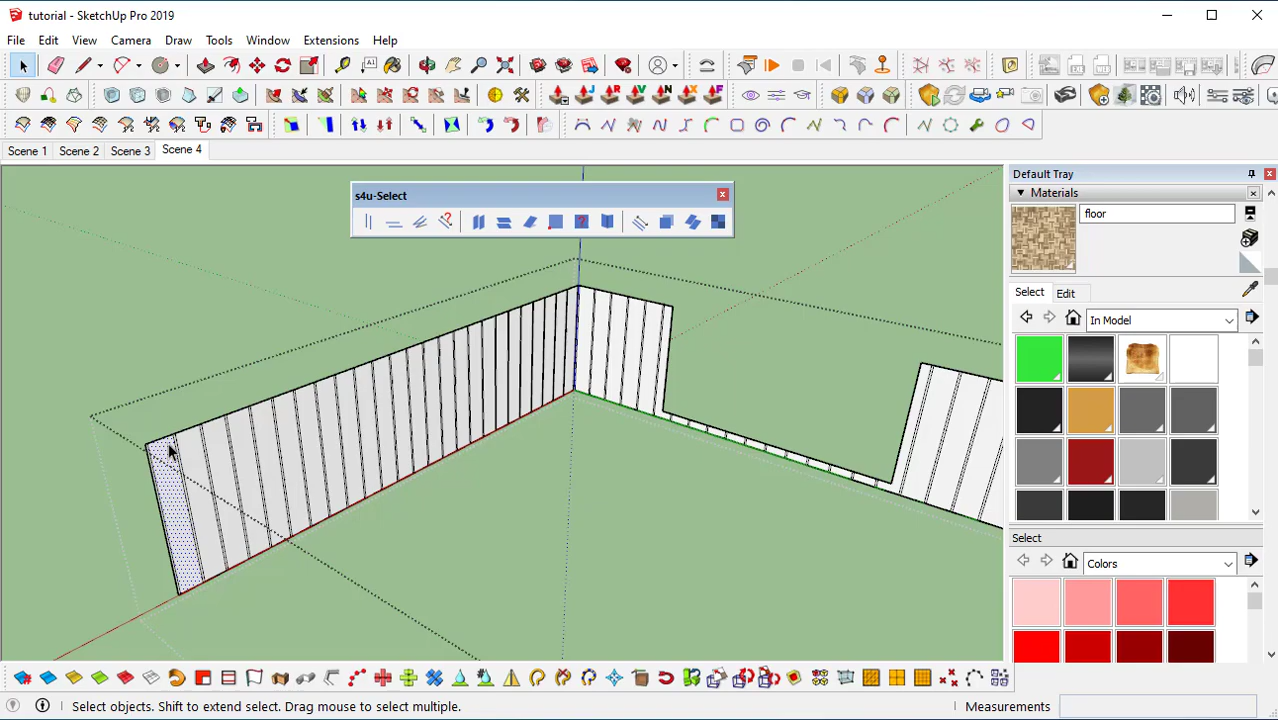 tutorial - SketchUp Pro 2019
File Edit View Camera Draw Tools Window Extensions Help
Scene 1 Scene 2 Scene 3 Scene 4
s4u-Select
Default Tray
Materials
floor
Select Edit
In Model
Select
Colors
Select objects. Shift to extend select. Drag mouse to select multiple.
Measurements